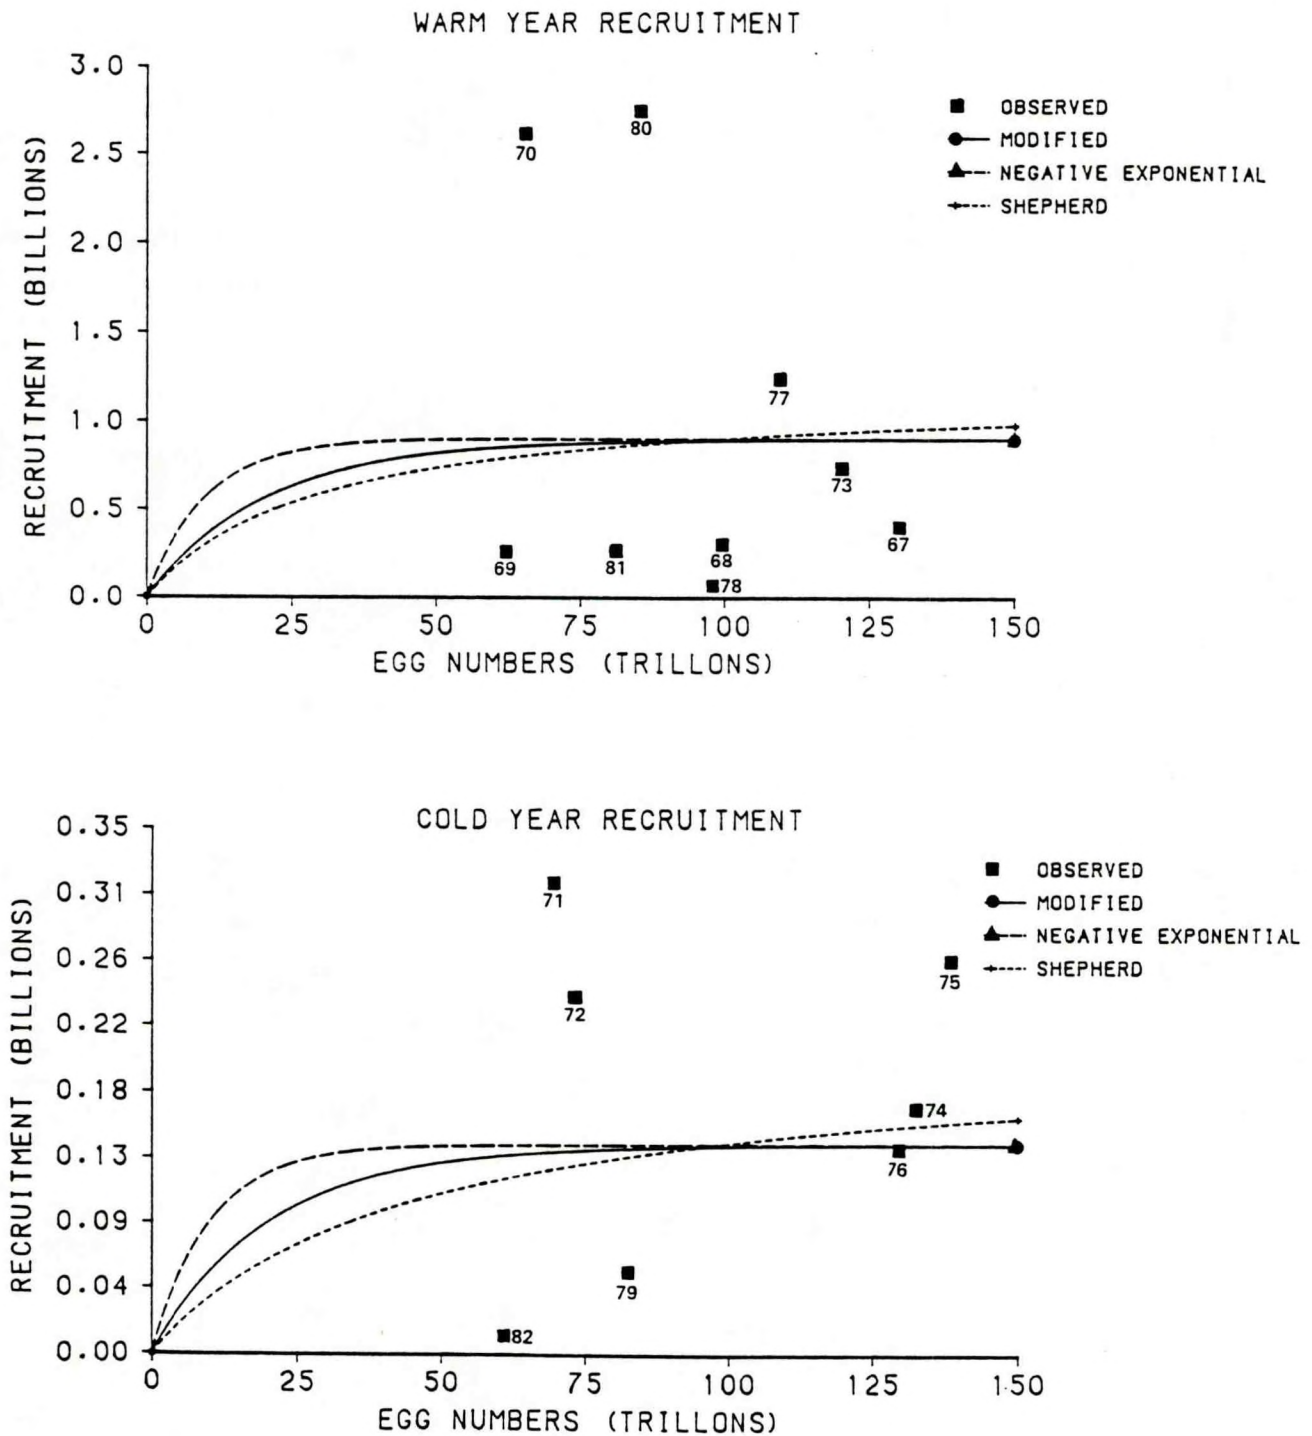 WARM YEAR RECRUITMENT
3.0
2.5
2.0
1.5
1.0
0.5
0.0
RECRUITMENT (BILLIONS)
OBSERVED
MODIFIED
NEGATIVE EXPONENTIAL
SHEPHERD
70
80
77
73
67
69
81
68
78
0 25 50 75 100 125 150
EGG NUMBERS (TRILLONS)
COLD YEAR RECRUITMENT
0.35
0.31
0.26
0.22
0.18
0.13
0.09
0.04
0.00
RECRUITMENT (BILLIONS)
OBSERVED
MODIFIED
NEGATIVE EXPONENTIAL
SHEPHERD
71
75
72
74
76
79
82
0 25 50 75 100 125 150
EGG NUMBERS (TRILLONS)